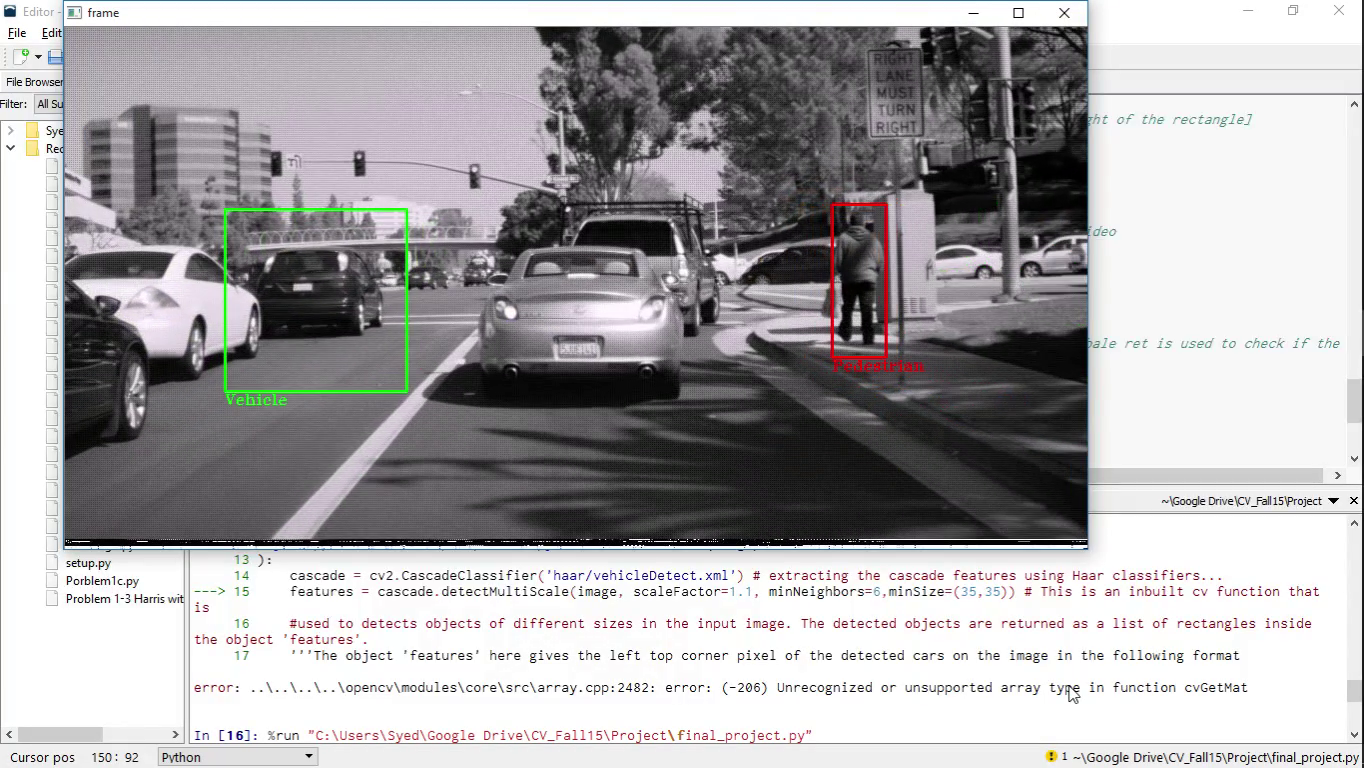 Editor -
frame
File Edit
File Browser
Filter: All Su
Sye
Rec
RIGHT
LANE
MUST
TURN
RIGHT
ght of the rectangle]
ideo
bale ret is used to check if the
Vehicle
Pedestrian
~\Google Drive\CV_Fall15\Project
setup.py
Porblem1c.py
Problem 1-3 Harris wit
13 ):
14 cascade = cv2.CascadeClassifier('haar/vehicleDetect.xml') # extracting the cascade features using Haar classifiers...
---> 15 features = cascade.detectMultiScale(image, scaleFactor=1.1, minNeighbors=6,minSize=(35,35)) # This is an inbuilt cv function that
is
16 #used to detects objects of different sizes in the input image. The detected objects are returned as a list of rectangles inside
the object 'features'.
17 '''The object 'features' here gives the left top corner pixel of the detected cars on the image in the following format
error: ..\..\..\..\opencv\modules\core\src\array.cpp:2482: error: (-206) Unrecognized or unsupported array type in function cvGetMat
In [16]: %run "C:\Users\Syed\Google Drive\CV_Fall15\Project\final_project.py"
Cursor pos 150: 92 Python 1 ~\Google Drive\CV_Fall15\Project\final_project.py